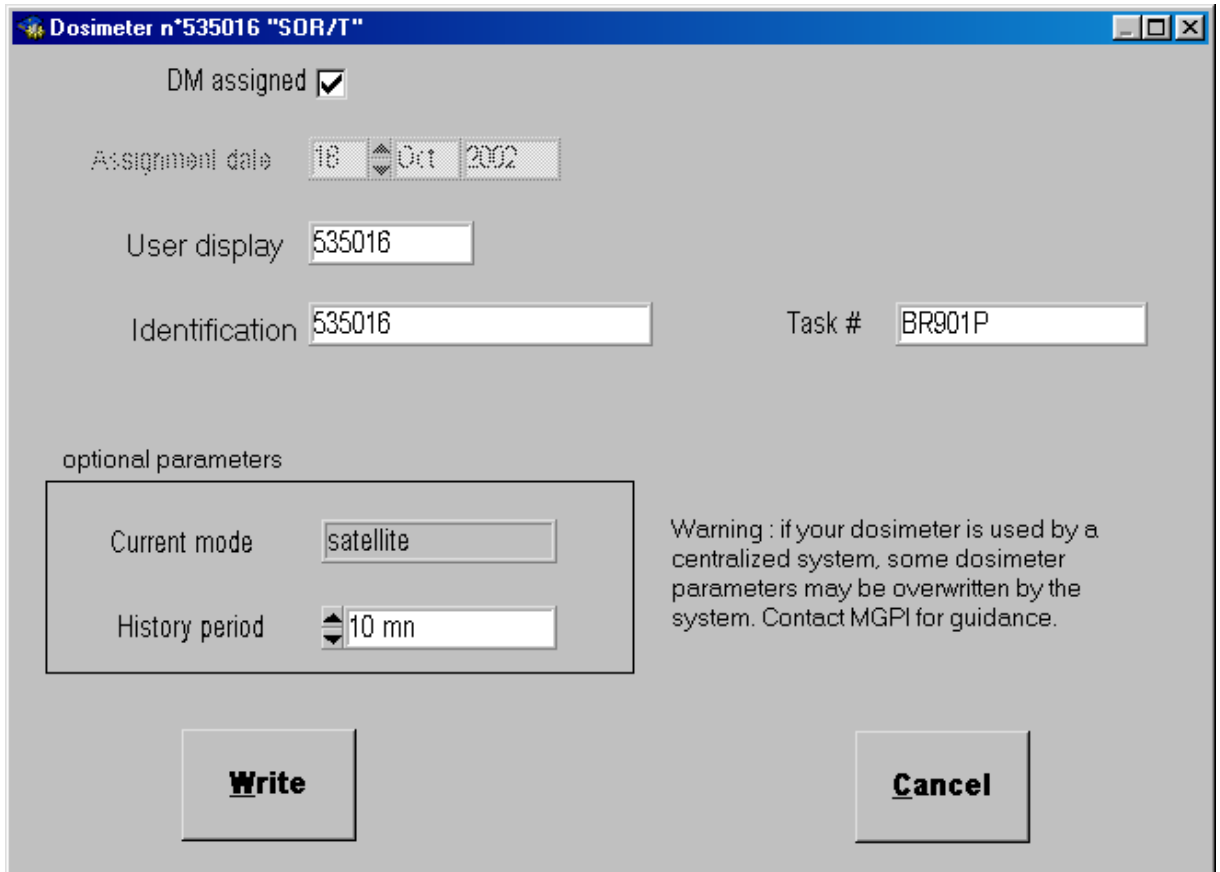 Dosimeter n°535016 "SOR/T"
DM assigned
Assignment date 18 Oct 2002
User display 535016
Identification 535016 Task # BR901P
optional parameters
Current mode satellite
History period 10 mn
Warning : if your dosimeter is used by a
centralized system, some dosimeter
parameters may be overwritten by the
system. Contact MGPI for guidance.
Write Cancel